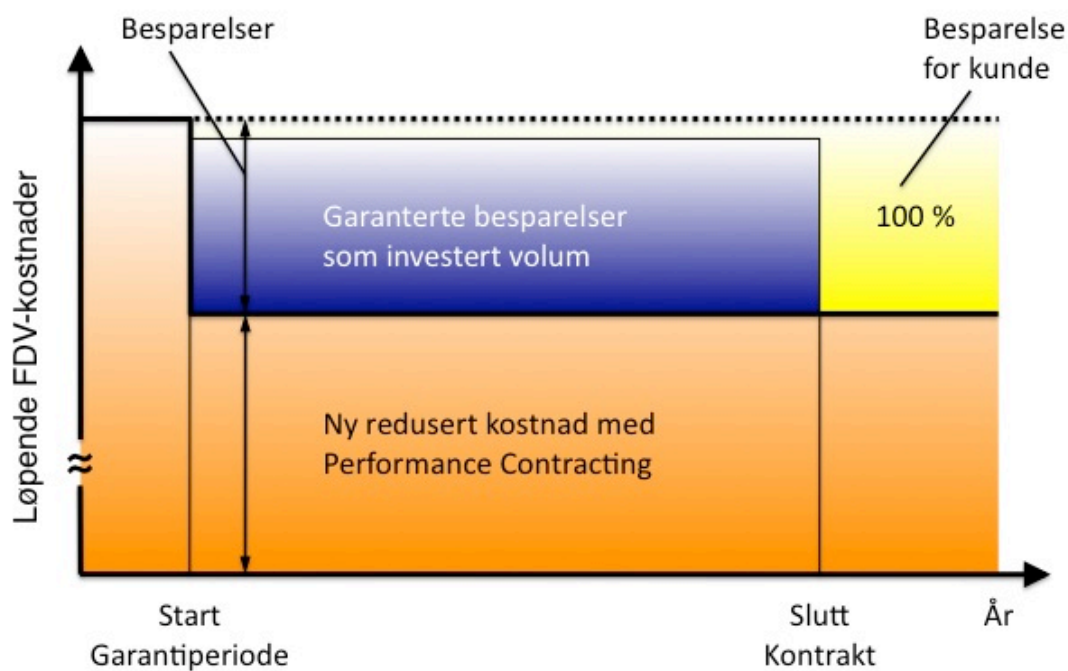 Besparelser
Besparelse
for kunde
Løpende FDV-kostnader
Garanterte besparelser
som investert volum
100 %
Ny redusert kostnad med
Performance Contracting
Start
Garantiperiode
Slutt
Kontrakt
År